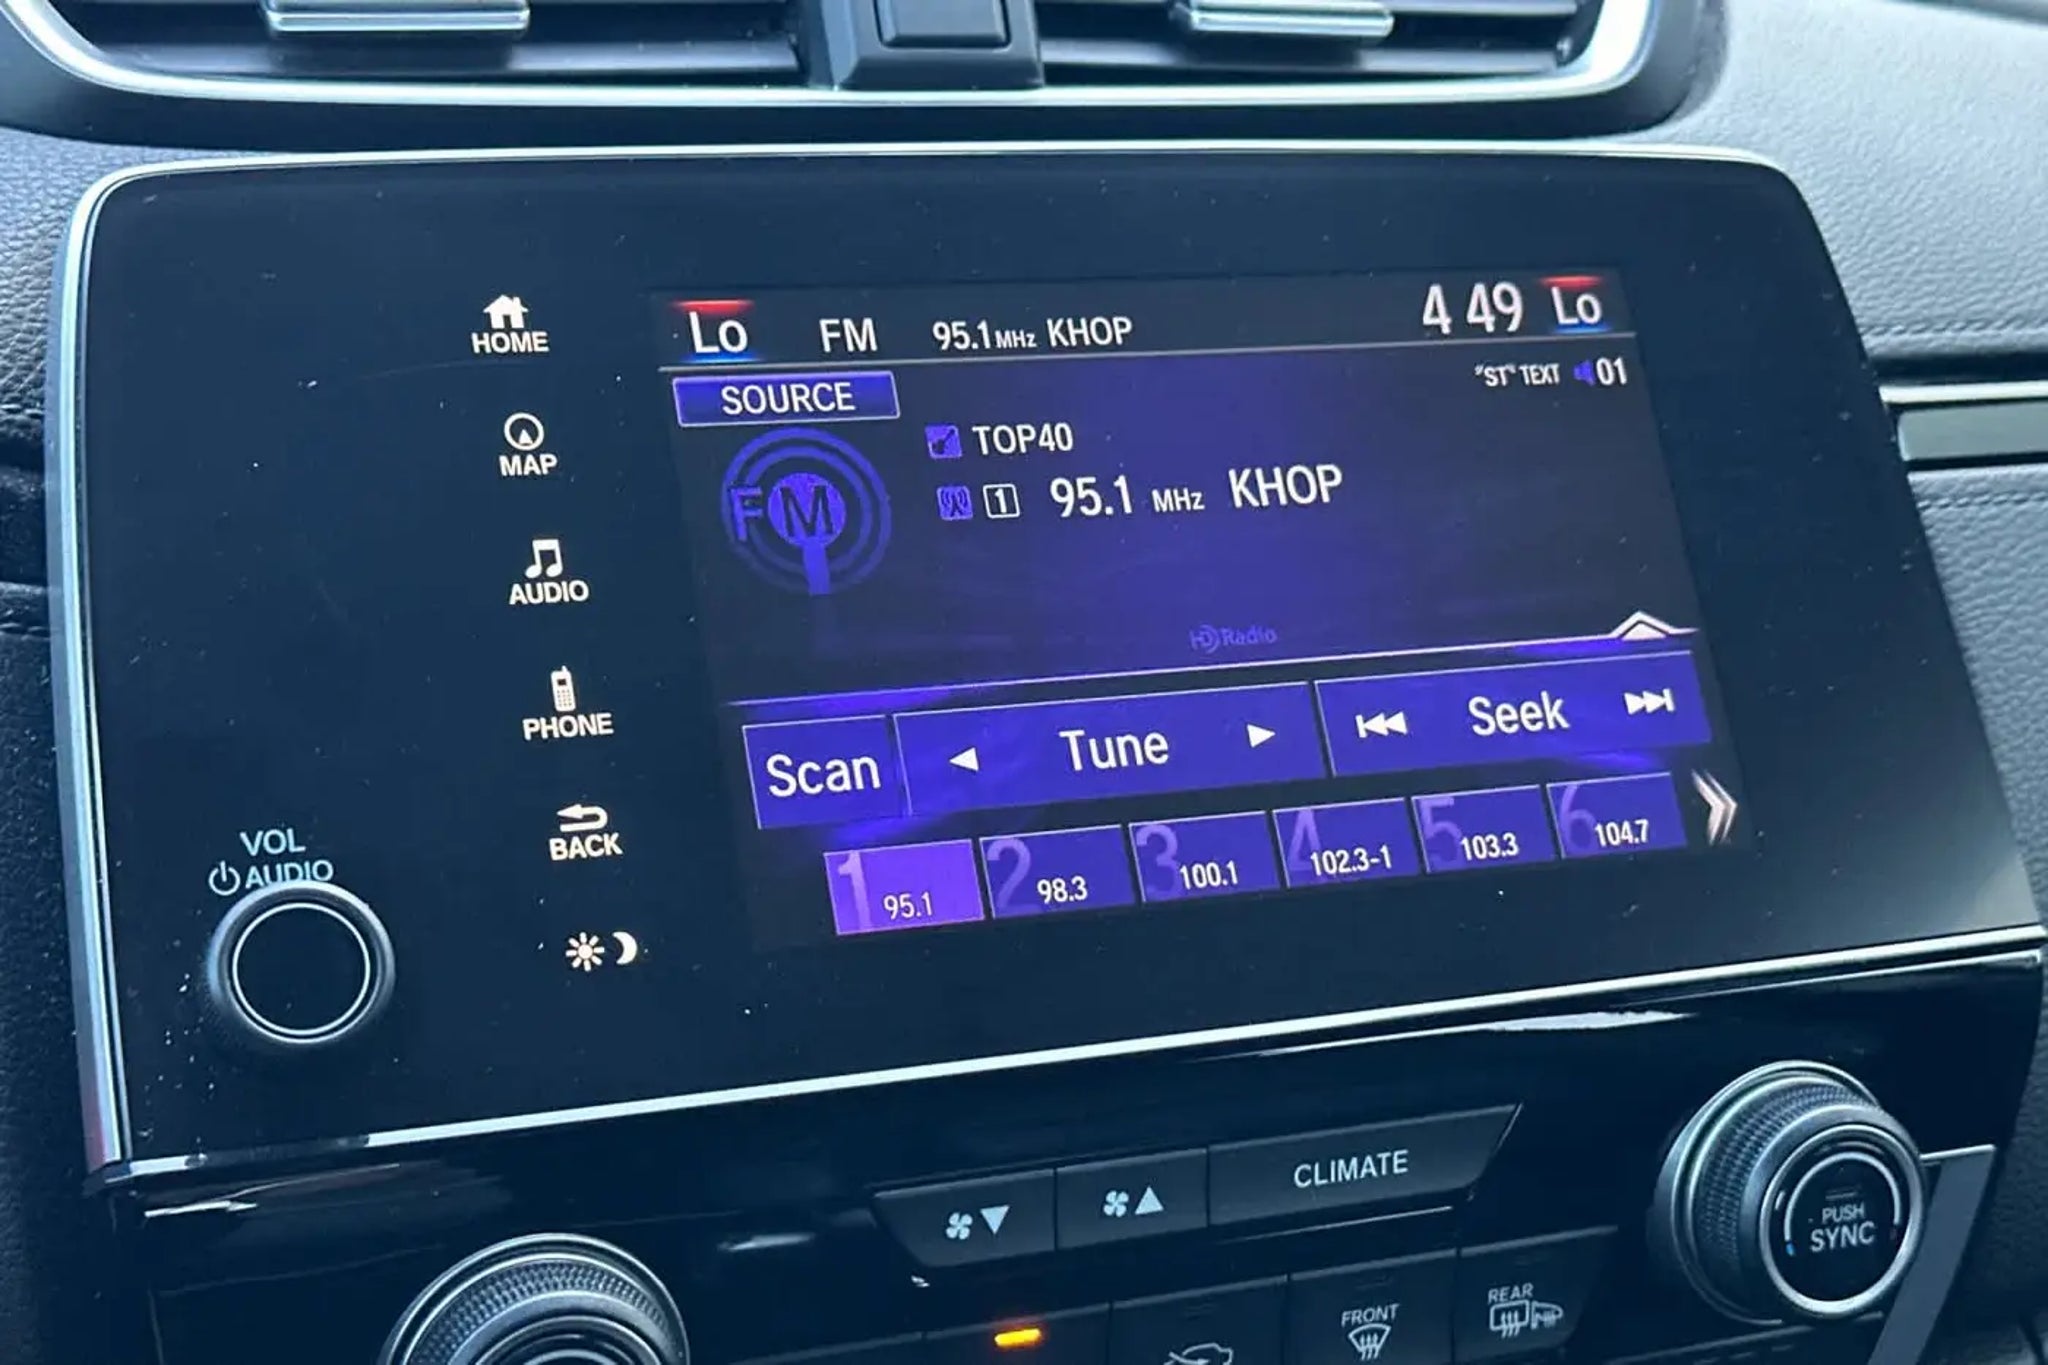 HOME
MAP
AUDIO
PHONE
BACK
VOL
AUDIO
Lo FM 95.1 MHz KHOP 4 49 Lo
SOURCE
"ST" TEXT 01
FM
TOP40
1 95.1 MHz KHOP
HD Radio
Scan Tune Seek
1 95.1 2 98.3 3 100.1 4 102.3-1 5 103.3 6 104.7
CLIMATE
PUSH
SYNC
FRONT
REAR